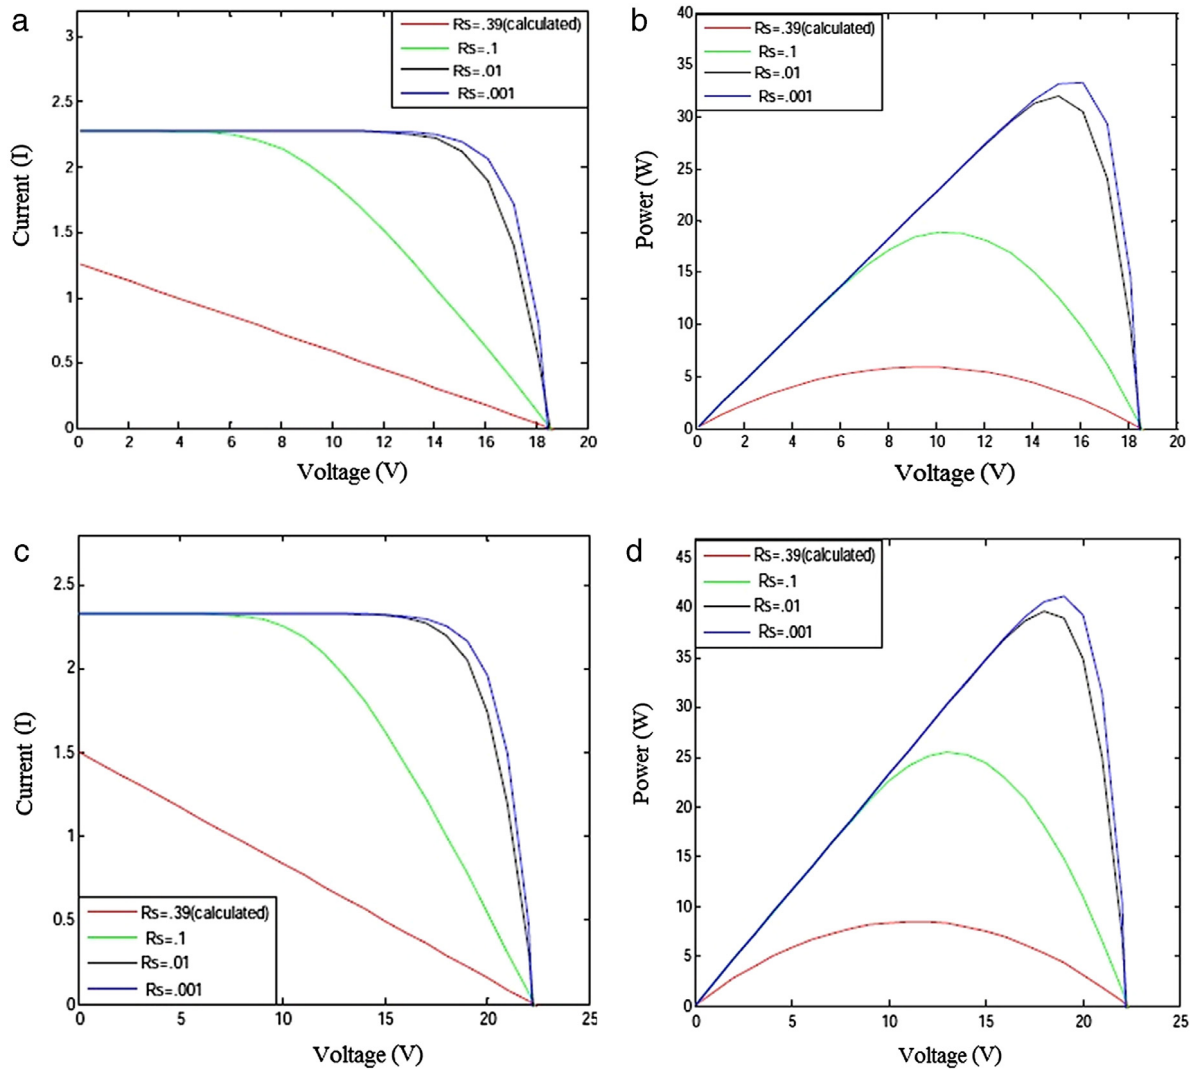 a
Rs=.39(calculated)
Rs=.1
Rs=.01
Rs=.001
3
2.5
2
1.5
1
0.5
0
Current (I)
0 2 4 6 8 10 12 14 16 18 20
Voltage (V)
b
Rs=.39(calculated)
Rs=.1
Rs=.01
Rs=.001
40
35
30
25
20
15
10
5
0
Power (W)
0 2 4 6 8 10 12 14 16 18 20
Voltage (V)
c
2.5
2
1.5
1
0.5
0
Current (I)
Rs=.39(calculated)
Rs=.1
Rs=.01
Rs=.001
0 5 10 15 20 25
Voltage (V)
d
Rs=.39(calculated)
Rs=.1
Rs=.01
Rs=.001
45
40
35
30
25
20
15
10
5
0
Power (W)
0 5 10 15 20 25
Voltage (V)